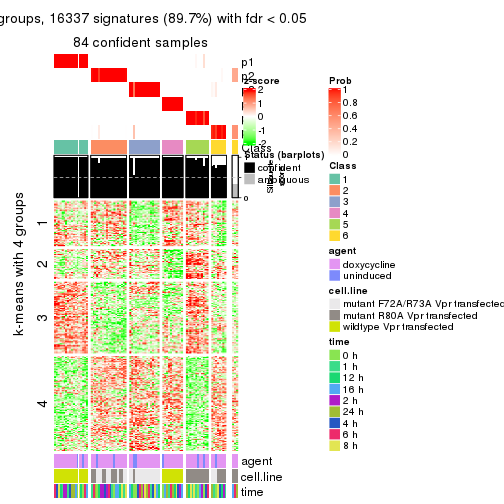 groups, 16337 signatures (89.7%) with fdr < 0.05
84 confident samples
p1
p2
z-score
2
1
0
-1
-2
Prob
1
0.8
0.6
0.4
0.2
0
Class
Status (barplots)
confident
ambiguous
0
Class
1
2
3
4
5
6
agent
doxycycline
uninduced
cell.line
mutant F72A/R73A Vpr transfected
mutant R80A Vpr transfected
wildtype Vpr transfected
time
0 h
1 h
12 h
16 h
2 h
24 h
4 h
6 h
8 h
k-means with 4 groups
1
2
3
4
agent
cell.line
time